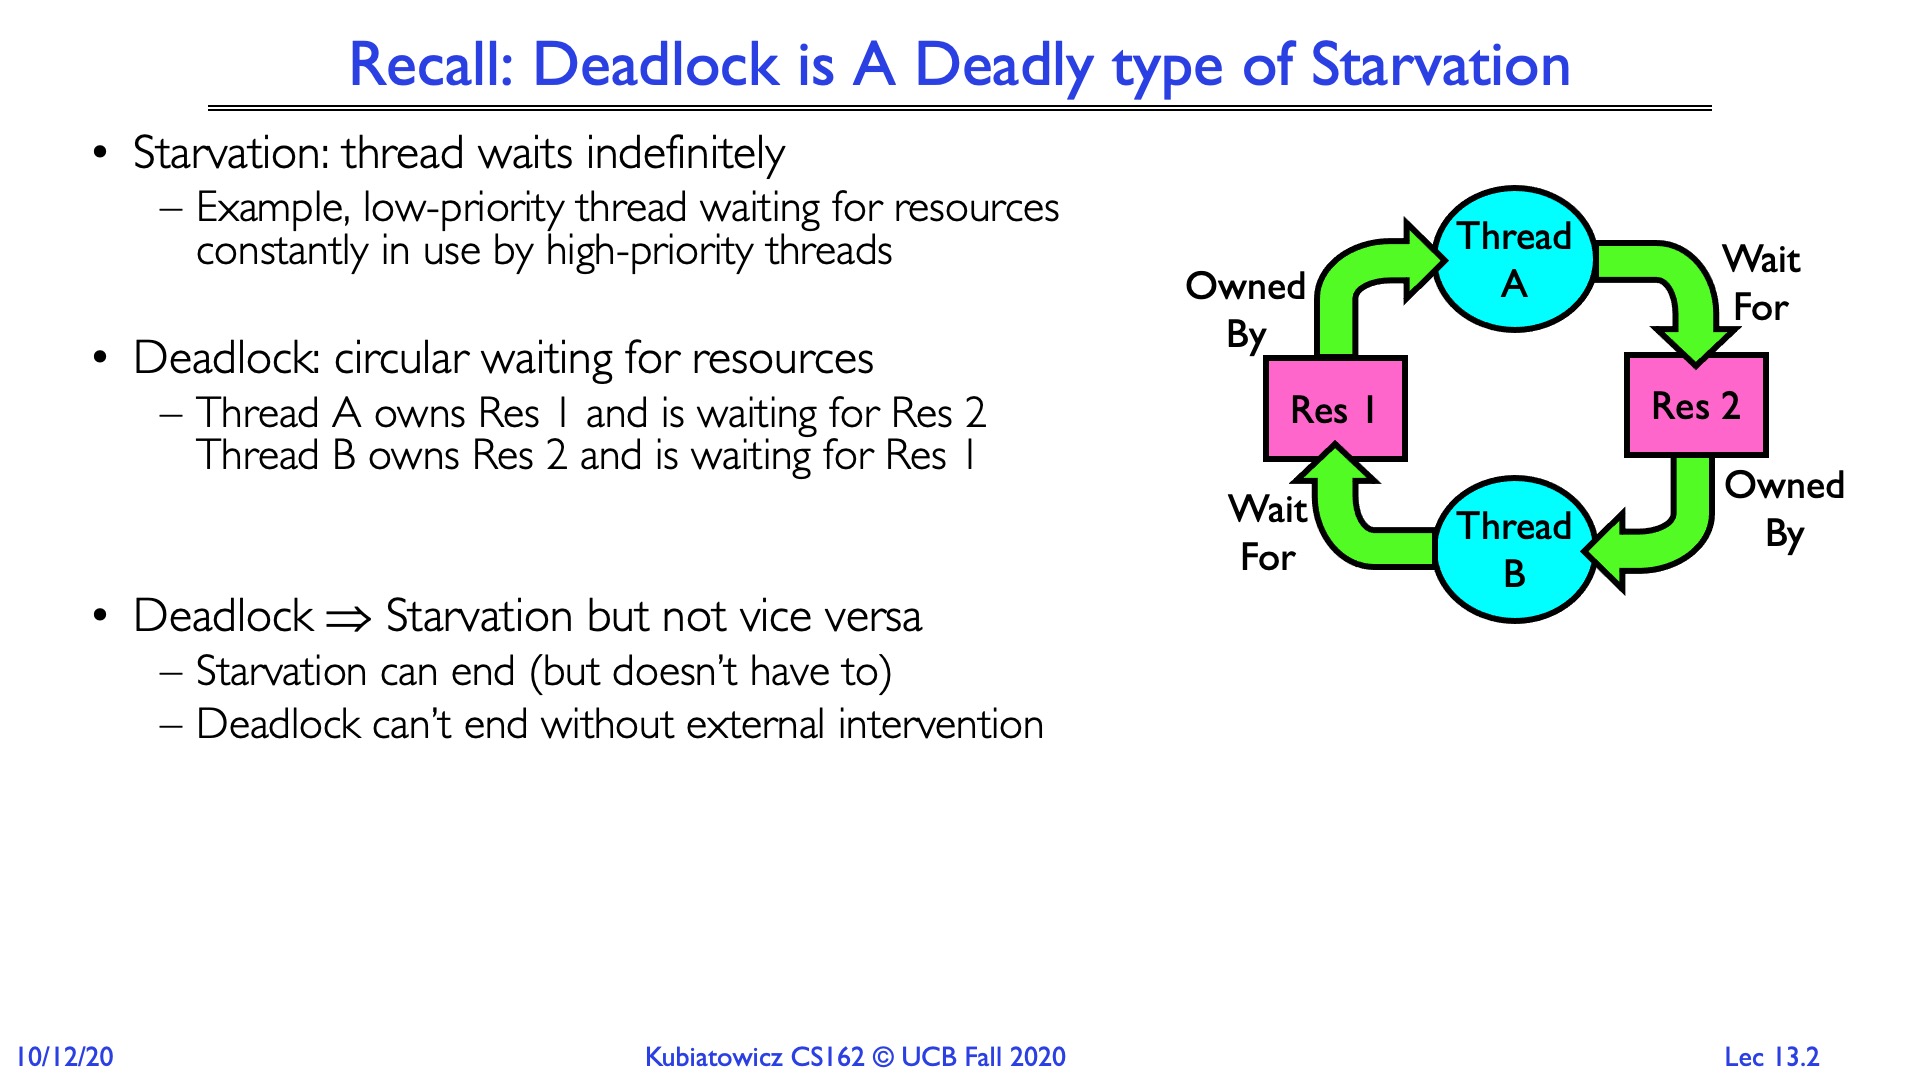 Recall: Deadlock is A Deadly type of Starvation
• Starvation: thread waits indefinitely
– Example, low-priority thread waiting for resources
constantly in use by high-priority threads
• Deadlock: circular waiting for resources
– Thread A owns Res 1 and is waiting for Res 2
Thread B owns Res 2 and is waiting for Res 1
• Deadlock ⇒ Starvation but not vice versa
– Starvation can end (but doesn’t have to)
– Deadlock can’t end without external intervention
Thread
A
Wait
For
Owned
By
Res 1
Res 2
Wait
For
Owned
By
Thread
B
10/12/20
Kubiatowicz CS162 © UCB Fall 2020
Lec 13.2